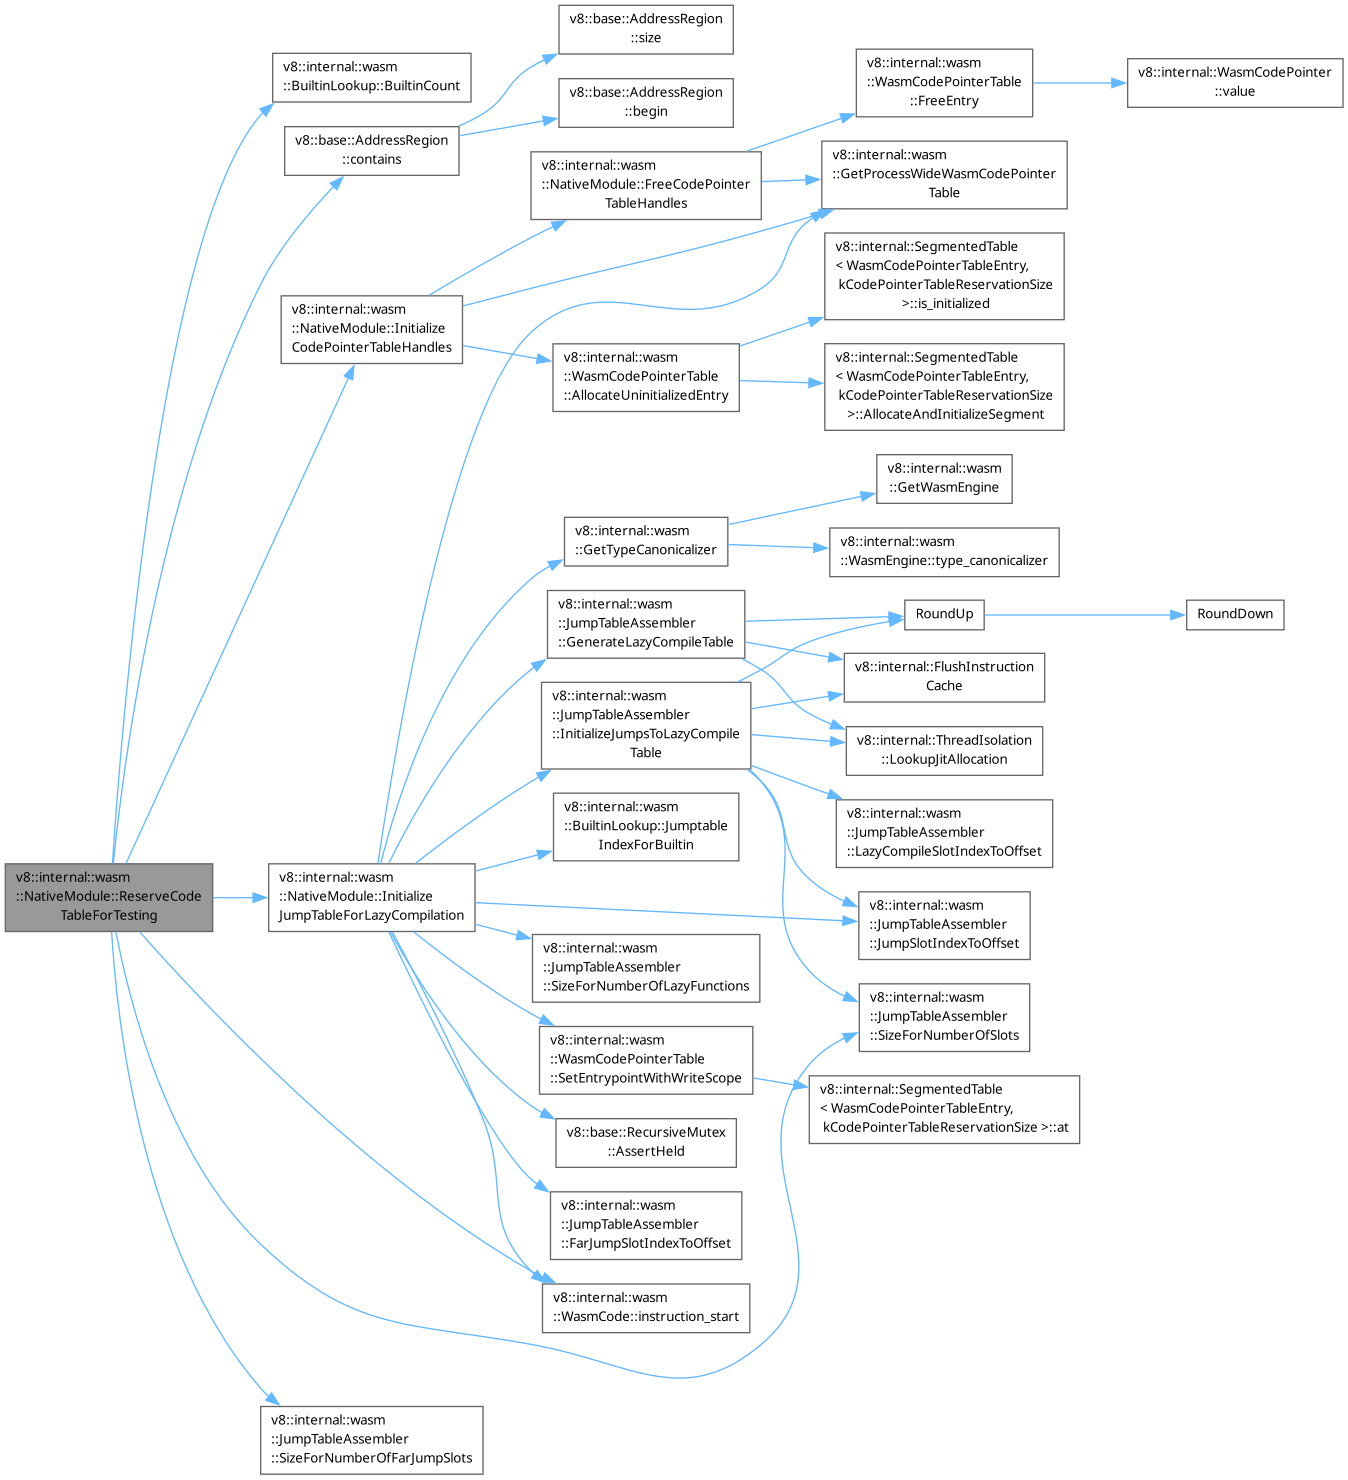 v8::base::AddressRegion
::size
v8::internal::wasm
::BuiltinLookup::BuiltinCount
v8::base::AddressRegion
::begin
v8::internal::wasm
::WasmCodePointerTable
::FreeEntry
v8::internal::WasmCodePointer
::value
v8::base::AddressRegion
::contains
v8::internal::wasm
::NativeModule::FreeCodePointer
TableHandles
v8::internal::wasm
::GetProcessWideWasmCodePointer
Table
v8::internal::SegmentedTable
< WasmCodePointerTableEntry,
kCodePointerTableReservationSize
>::is_initialized
v8::internal::wasm
::NativeModule::Initialize
CodePointerTableHandles
v8::internal::wasm
::WasmCodePointerTable
::AllocateUninitializedEntry
v8::internal::SegmentedTable
< WasmCodePointerTableEntry,
kCodePointerTableReservationSize
>::AllocateAndInitializeSegment
v8::internal::wasm
::GetWasmEngine
v8::internal::wasm
::GetTypeCanonicalizer
v8::internal::wasm
::WasmEngine::type_canonicalizer
v8::internal::wasm
::JumpTableAssembler
::GenerateLazyCompileTable
RoundUp
RoundDown
v8::internal::FlushInstruction
Cache
v8::internal::wasm
::JumpTableAssembler
::InitializeJumpsToLazyCompile
Table
v8::internal::ThreadIsolation
::LookupJitAllocation
v8::internal::wasm
::BuiltinLookup::Jumptable
IndexForBuiltin
v8::internal::wasm
::JumpTableAssembler
::LazyCompileSlotIndexToOffset
v8::internal::wasm
::NativeModule::ReserveCode
TableForTesting
v8::internal::wasm
::NativeModule::Initialize
JumpTableForLazyCompilation
v8::internal::wasm
::JumpTableAssembler
::JumpSlotIndexToOffset
v8::internal::wasm
::JumpTableAssembler
::SizeForNumberOfLazyFunctions
v8::internal::wasm
::JumpTableAssembler
::SizeForNumberOfSlots
v8::internal::wasm
::WasmCodePointerTable
::SetEntrypointWithWriteScope
v8::internal::SegmentedTable
< WasmCodePointerTableEntry,
kCodePointerTableReservationSize >::at
v8::base::RecursiveMutex
::AssertHeld
v8::internal::wasm
::JumpTableAssembler
::FarJumpSlotIndexToOffset
v8::internal::wasm
::WasmCode::instruction_start
v8::internal::wasm
::JumpTableAssembler
::SizeForNumberOfFarJumpSlots